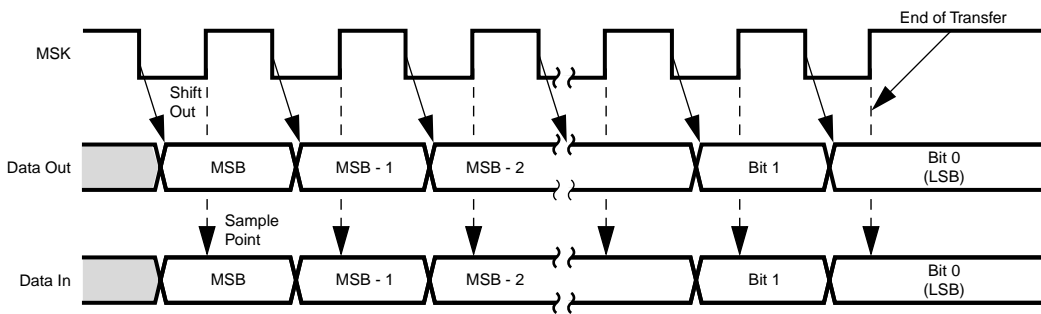 End of Transfer
MSK
Shift
Out
Data Out
MSB
MSB - 1
MSB - 2
Bit 1
Bit 0
(LSB)
Sample
Point
Data In
MSB
MSB - 1
MSB - 2
Bit 1
Bit 0
(LSB)